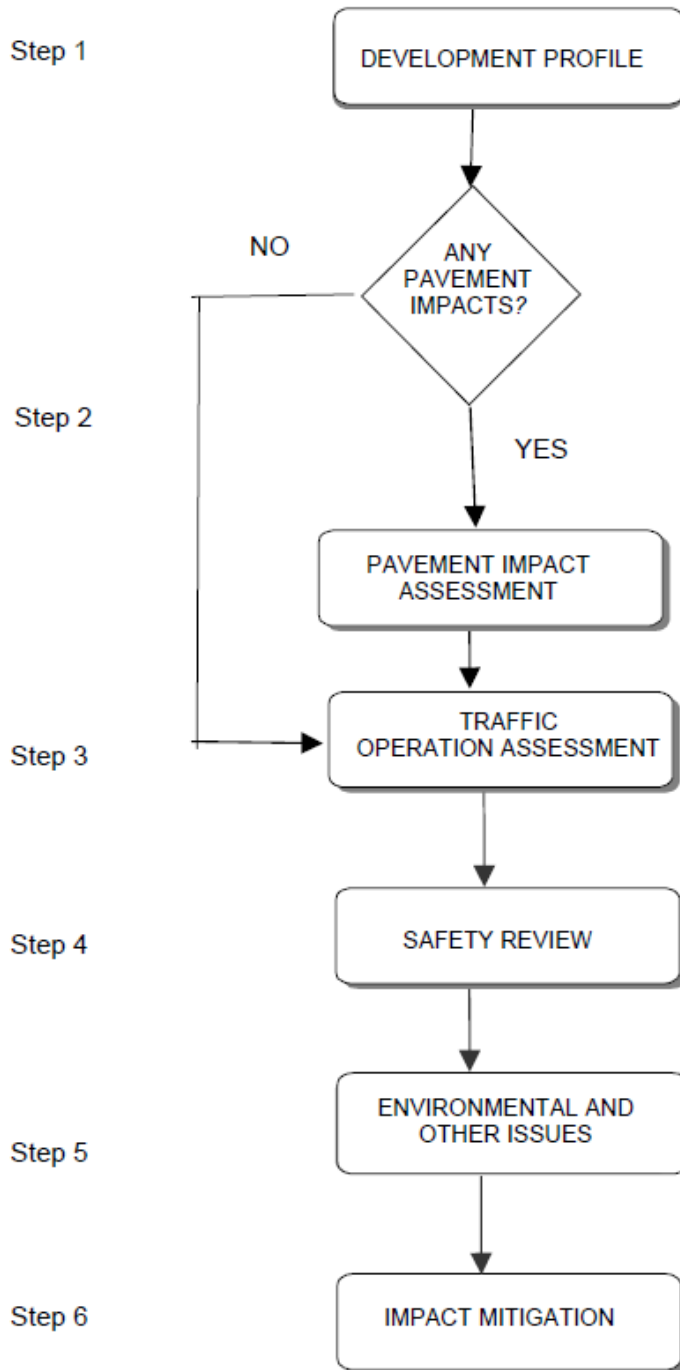 Step 1
DEVELOPMENT PROFILE
NO
ANY
PAVEMENT
IMPACTS?
Step 2
YES
PAVEMENT IMPACT
ASSESSMENT
TRAFFIC
OPERATION ASSESSMENT
Step 3
Step 4
SAFETY REVIEW
ENVIRONMENTAL AND
OTHER ISSUES
Step 5
Step 6
IMPACT MITIGATION